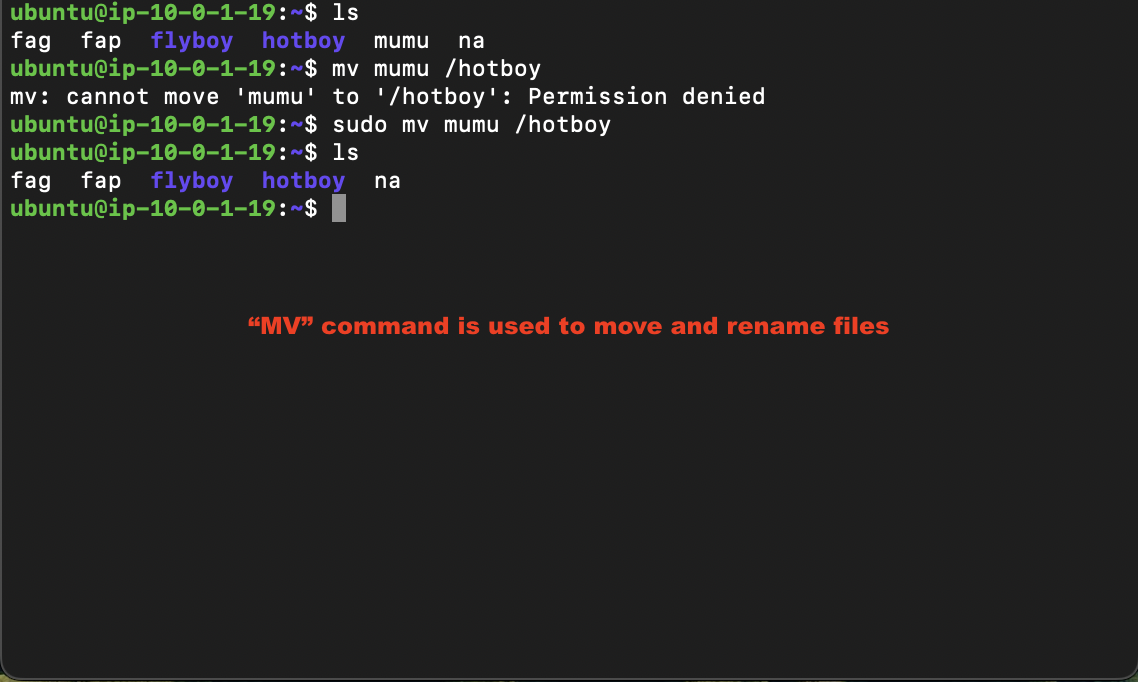 ubuntu@ip-10-0-1-19:~$ ls
fag  fap  flyboy  hotboy  mumu  na
ubuntu@ip-10-0-1-19:~$ mv mumu /hotboy
mv: cannot move 'mumu' to '/hotboy': Permission denied
ubuntu@ip-10-0-1-19:~$ sudo mv mumu /hotboy
ubuntu@ip-10-0-1-19:~$ ls
fag  fap  flyboy  hotboy  na
ubuntu@ip-10-0-1-19:~$
“MV” command is used to move and rename files